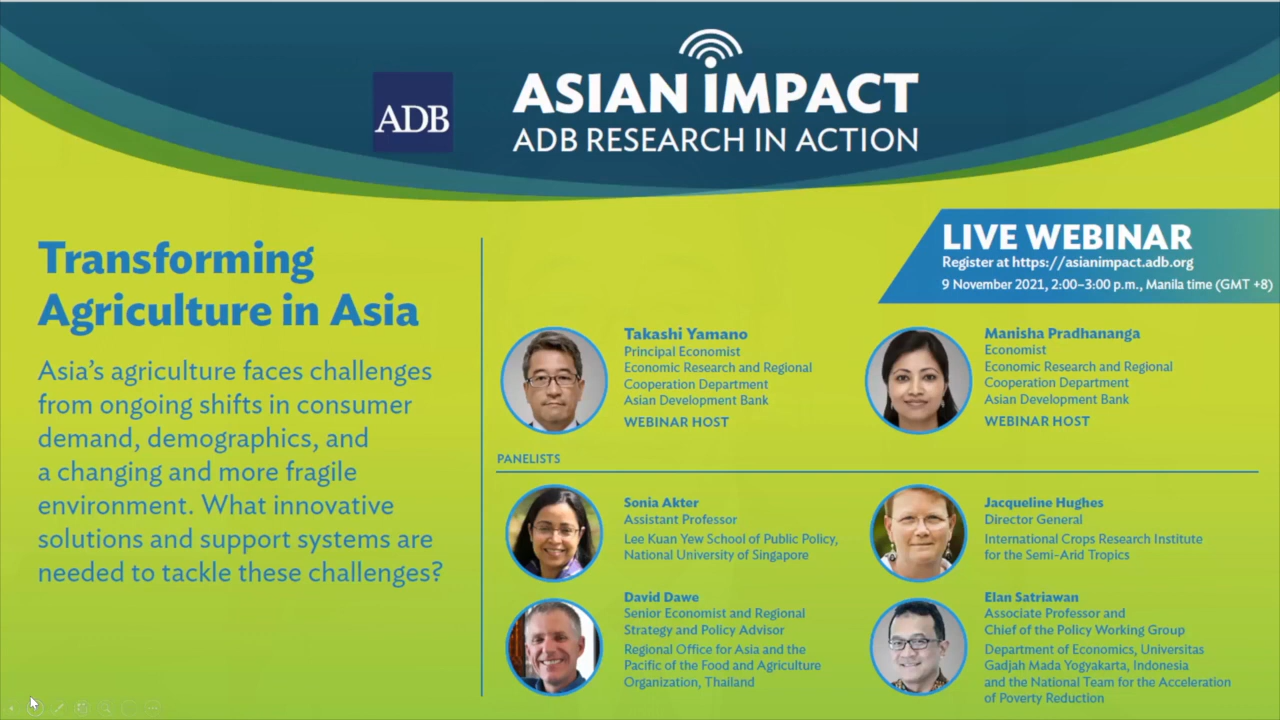 ADB
ASIAN iMPACT
ADB RESEARCH IN ACTION
LIVE WEBINAR
Register at https://asianimpact.adb.org
9 November 2021, 2:00–3:00 p.m., Manila time (GMT +8)
Transforming
Agriculture in Asia
Asia's agriculture faces challenges
from ongoing shifts in consumer
demand, demographics, and
a changing and more fragile
environment. What innovative
solutions and support systems are
needed to tackle these challenges?
Takashi Yamano
Principal Economist
Economic Research and Regional
Cooperation Department
Asian Development Bank
WEBINAR HOST
Manisha Pradhananga
Economist
Economic Research and Regional
Cooperation Department
Asian Development Bank
WEBINAR HOST
PANELISTS
Sonia Akter
Assistant Professor
Lee Kuan Yew School of Public Policy,
National University of Singapore
Jacqueline Hughes
Director General
International Crops Research Institute
for the Semi-Arid Tropics
David Dawe
Senior Economist and Regional
Strategy and Policy Advisor
Regional Office for Asia and the
Pacific of the Food and Agriculture
Organization, Thailand
Elan Satriawan
Associate Professor and
Chief of the Policy Working Group
Department of Economics, Universitas
Gadjah Mada Yogyakarta, Indonesia
and the National Team for the Acceleration
of Poverty Reduction